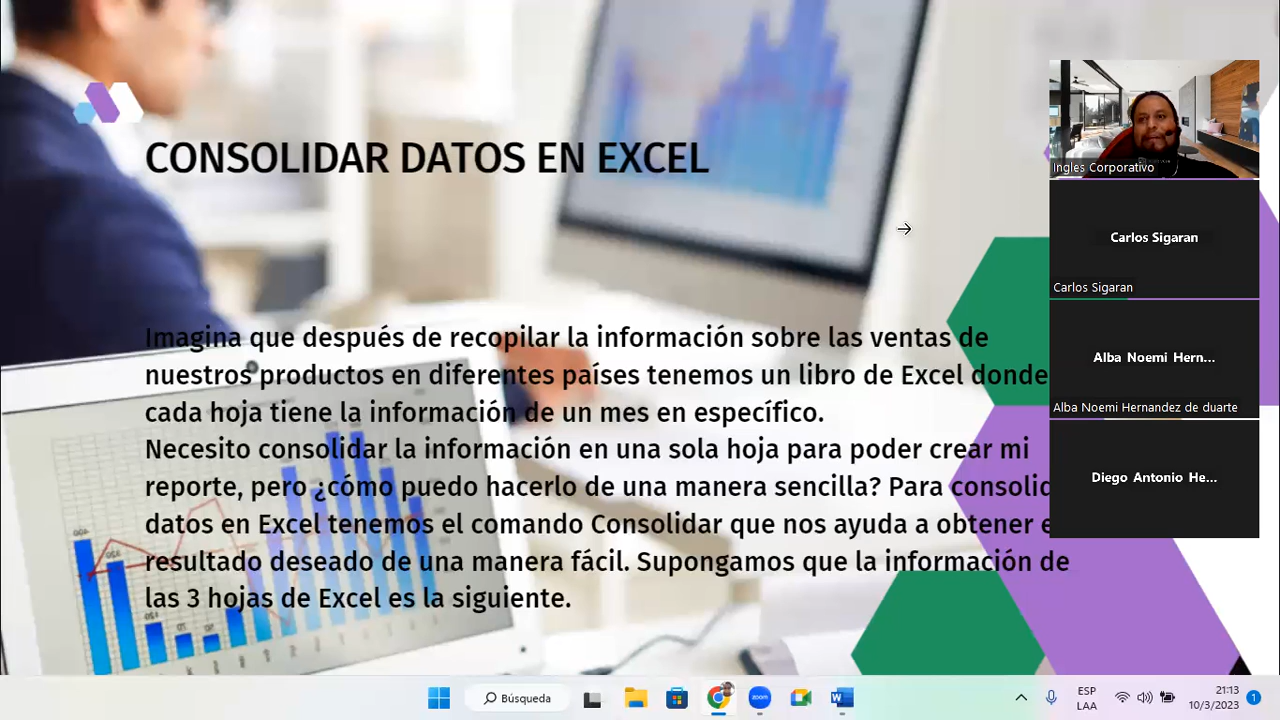 CONSOLIDAR DATOS EN EXCEL
Imagina que después de recopilar la información sobre las ventas de
nuestros productos en diferentes países tenemos un libro de Excel donde
cada hoja tiene la información de un mes en específico.
Necesito consolidar la información en una sola hoja para poder crear mi
reporte, pero ¿cómo puedo hacerlo de una manera sencilla? Para consolid
datos en Excel tenemos el comando Consolidar que nos ayuda a obtener e
resultado deseado de una manera fácil. Supongamos que la información de
las 3 hojas de Excel es la siguiente.
Ingles Corporativo
Carlos Sigaran
Carlos Sigaran
Alba Noemi Hern...
Alba Noemi Hernandez de duarte
Diego Antonio He...
Búsqueda
zoom
W
ESP
LAA
21:13
10/3/2023
1